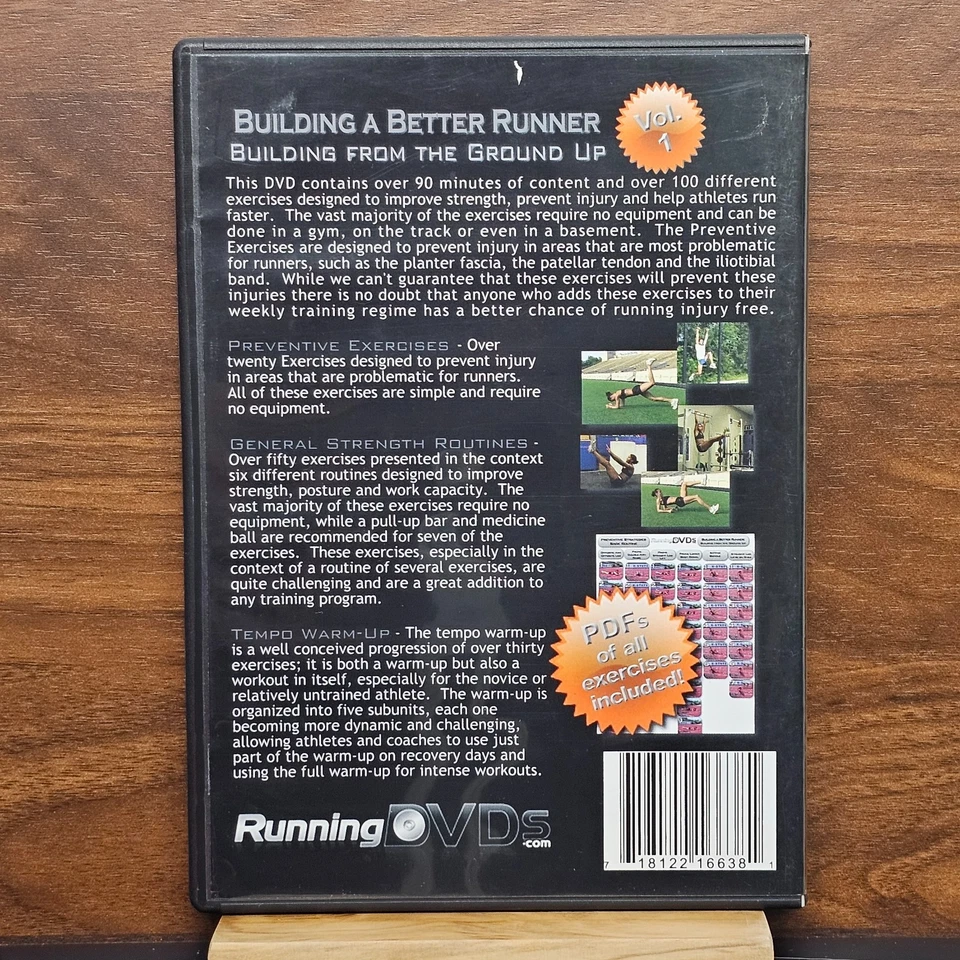 BUILDING A BETTER RUNNER
BUILDING FROM THE GROUND UP
Vol.
1
This DVD contains over 90 minutes of content and over 100 different
exercises designed to improve strength, prevent injury and help athletes run
faster. The vast majority of the exercises require no equipment and can be
done in a gym, on the track or even in a basement. The Preventive
Exercises are designed to prevent injury in areas that are most problematic
for runners, such as the planter fascia, the patellar tendon and the iliotibial
band. While we can't guarantee that these exercises will prevent these
injuries there is no doubt that anyone who adds these exercises to their
weekly training regime has a better chance of running injury free.
PREVENTIVE EXERCISES - Over
twenty Exercises designed to prevent injury
in areas that are problematic for runners.
All of these exercises are simple and require
no equipment.
GENERAL STRENGTH ROUTINES -
Over fifty exercises presented in the context
six different routines designed to improve
strength, posture and work capacity. The
vast majority of these exercises require no
equipment, while a pull-up bar and medicine
ball are recommended for seven of the
exercises. These exercises, especially in the
context of a routine of several exercises, are
quite challenging and are a great addition to
any training program.
TEMPO WARM-UP - The tempo warm-up
is a well conceived progression of over thirty
exercises; it is both a warm-up but also a
workout in itself, especially for the novice or
relatively untrained athlete. The warm-up is
organized into five subunits, each one
becoming more dynamic and challenging,
allowing athletes and coaches to use just
part of the warm-up on recovery days and
using the full warm-up for intense workouts.
RunningDVDs
PDFs
of all
exercises
included!
RunningDVDs
.com
7 18122 16638 1